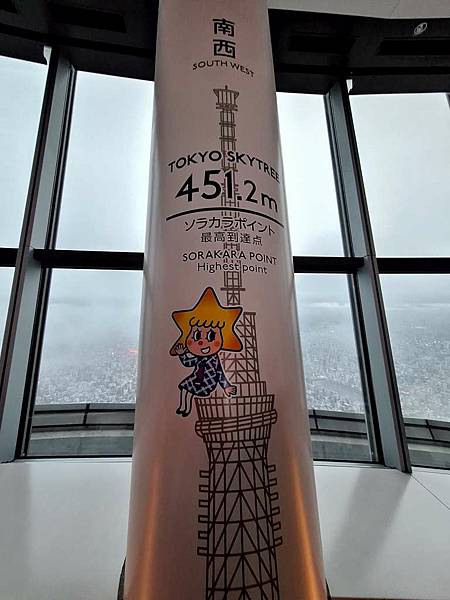 南西
SOUTH WEST
TOKYO SKYTREE
451.2m
ソラカラポイント
最高到達点
SORAKARA POINT
Highest point